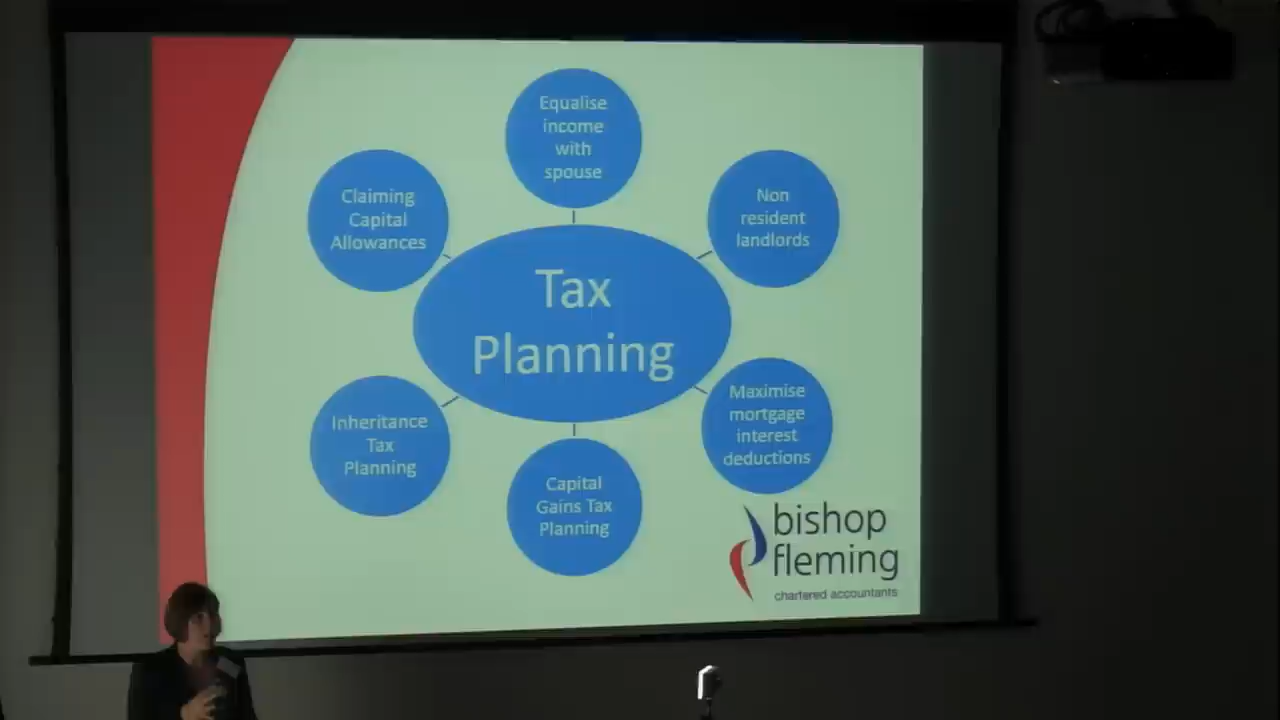 Equalise
income
with
spouse
Non
resident
landlords
Maximise
mortgage
interest
deductions
Capital
Gains Tax
Planning
Inheritance
Tax
Planning
Claiming
Capital
Allowances
Tax
Planning
bishop
fleming
chartered accountants